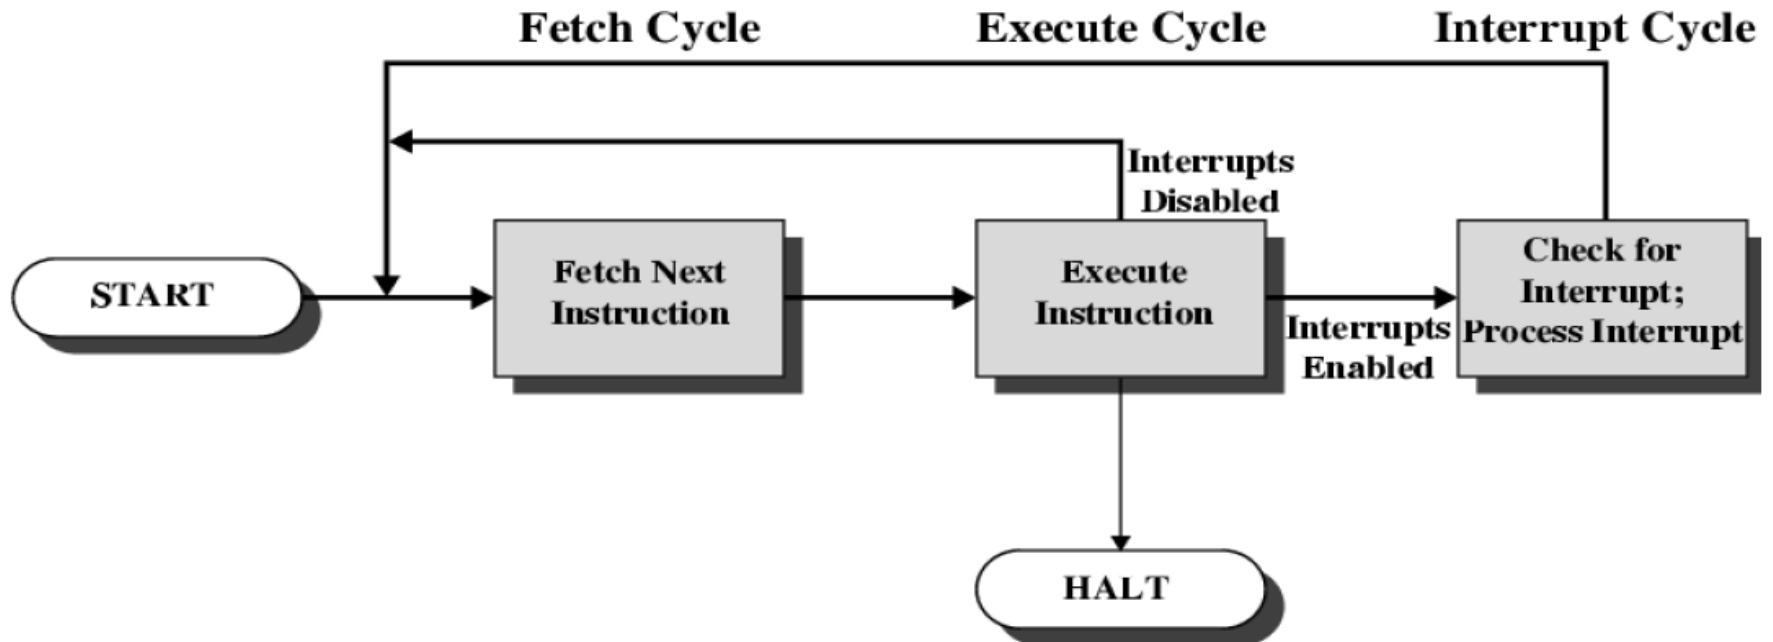 Fetch Cycle
Execute Cycle
Interrupt Cycle
Interrupts
Disabled
START
Fetch Next
Instruction
Execute
Instruction
Interrupts
Enabled
Check for
Interrupt;
Process Interrupt
HALT